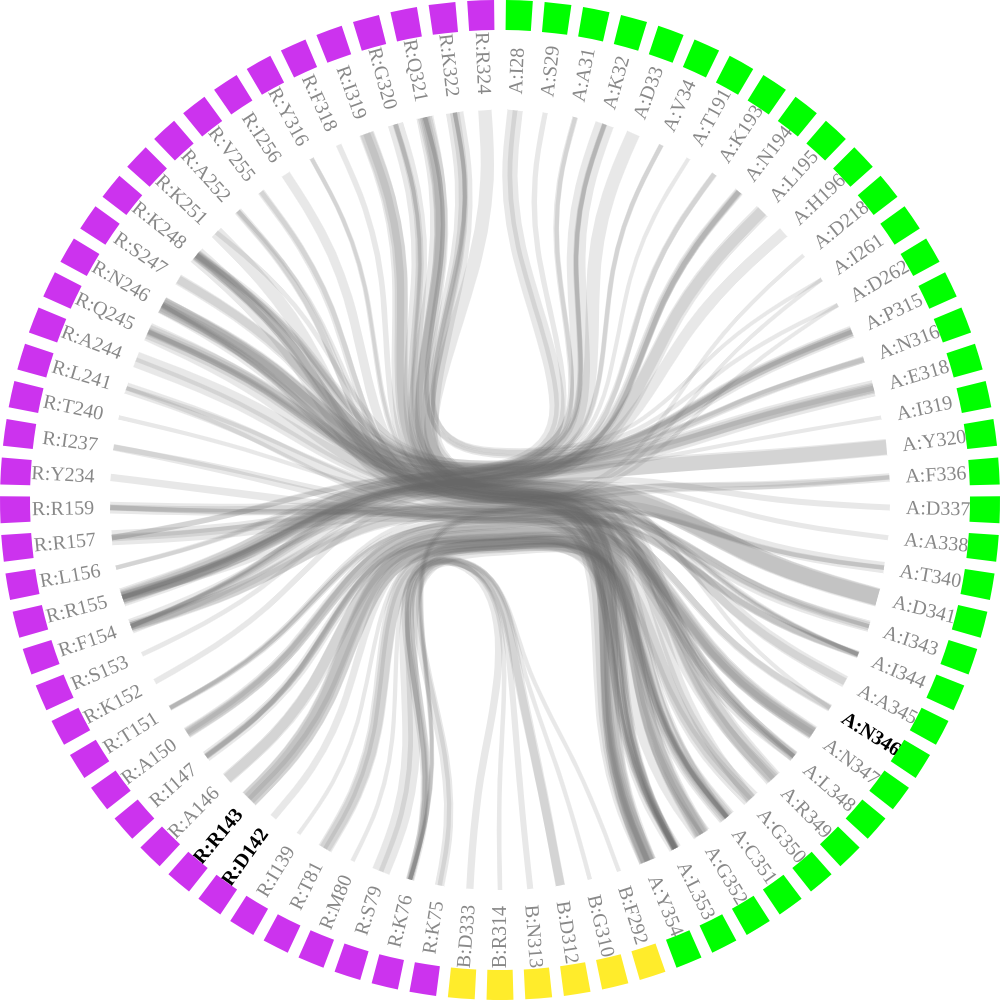 A:I28
A:S29
A:A31
A:K32
A:D33
A:V34
A:T191
A:K193
A:N194
A:L195
A:H196
A:D218
A:I261
A:D262
A:P315
A:N316
A:E318
A:I319
A:Y320
A:F336
A:D337
A:A338
A:T340
A:D341
A:I343
A:I344
A:A345
A:N346
A:N347
A:L348
A:R349
A:G350
A:C351
A:G352
A:L353
A:Y354
B:F292
B:G310
B:D312
B:N313
B:R314
B:D333
R:K75
R:K76
R:S79
R:M80
R:T81
R:I139
R:D142
R:R143
R:A146
R:I147
R:A150
R:T151
R:K152
R:S153
R:F154
R:R155
R:L156
R:R157
R:R159
R:Y234
R:I237
R:T240
R:L241
R:A244
R:Q245
R:N246
R:S247
R:K248
R:K251
R:A252
R:V255
R:I256
R:Y316
R:F318
R:I319
R:G320
R:Q321
R:K322
R:R324